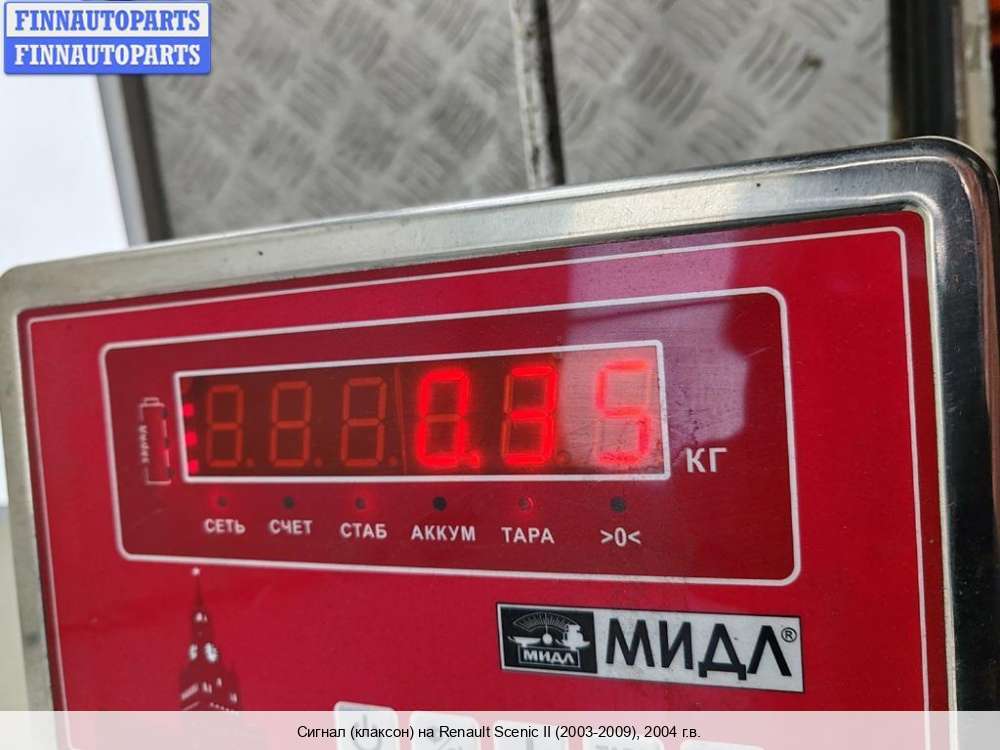 FINNAUTOPARTS
FINNAUTOPARTS
0.35
КГ
СЕТЬ СЧЕТ СТАБ АККУМ ТАРА >0<
МИДЛ МИДЛ®
Сигнал (клаксон) на Renault Scenic II (2003-2009), 2004 г.в.